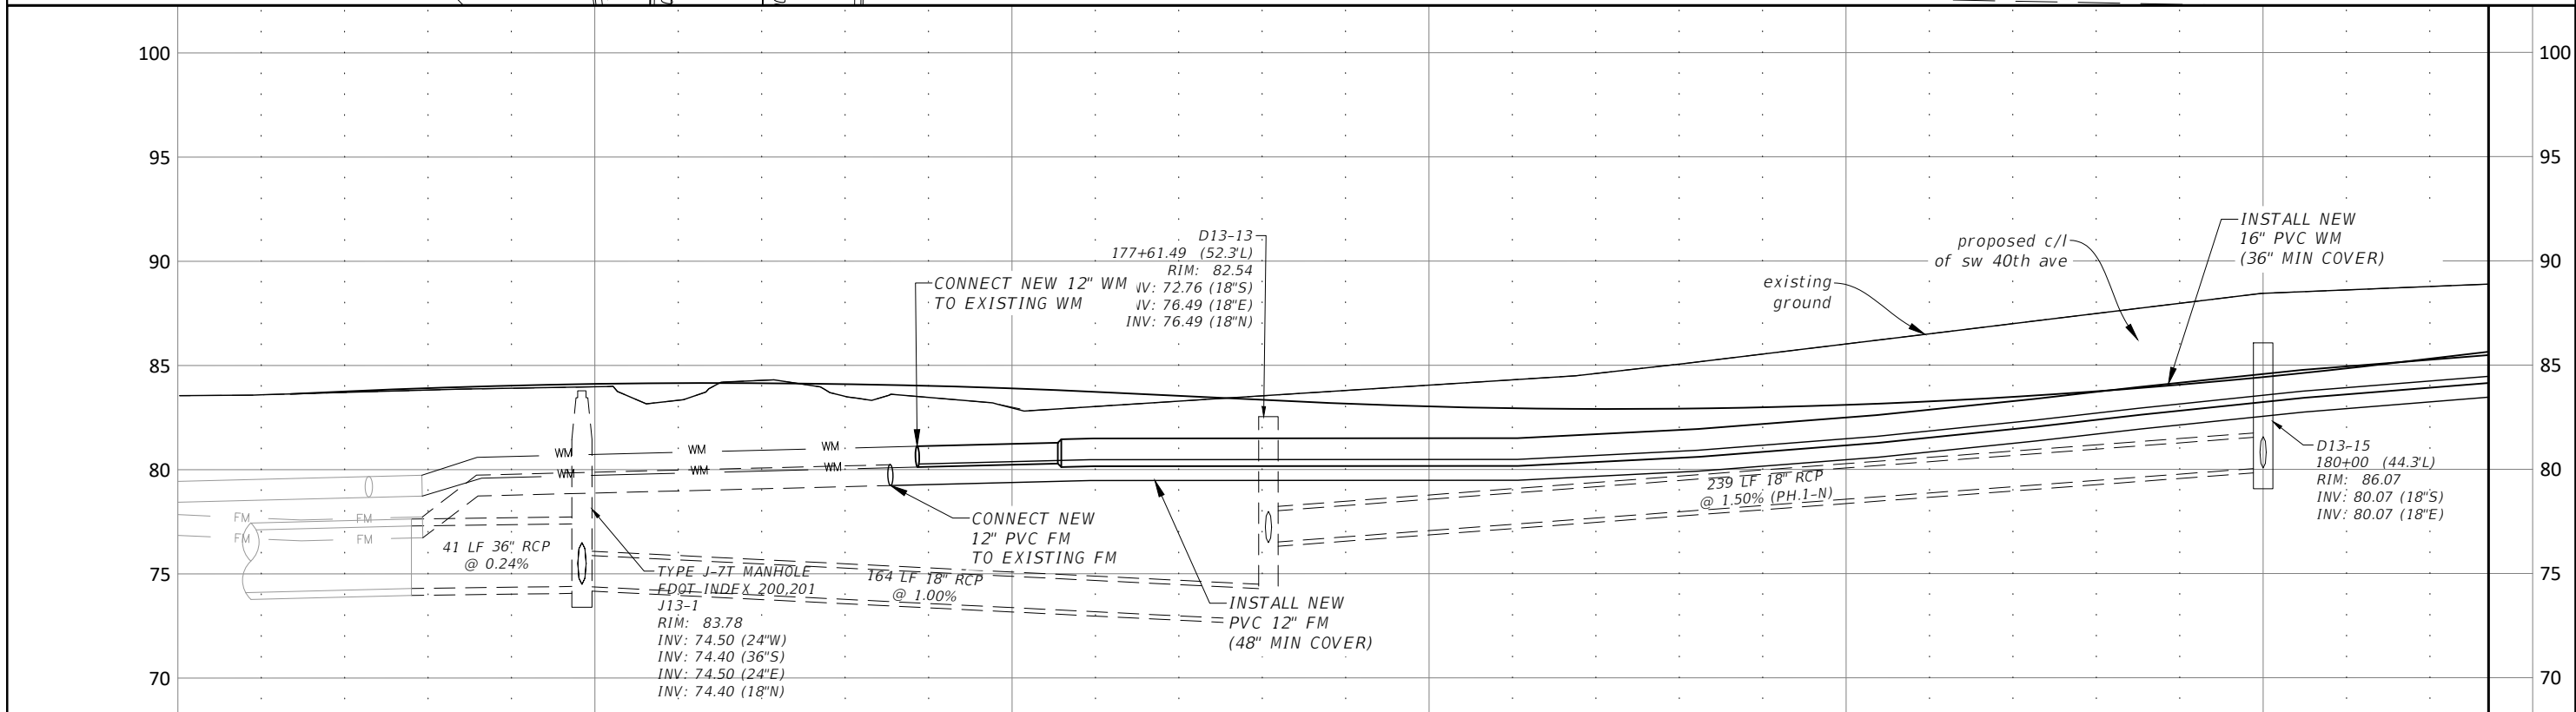 100
100
95
95
90
90
85
85
80
80
75
75
70
70
D13-13
177+61.49 (52.3'L)
RIM: 82.54
NV: 72.76 (18"S)
NV: 76.49 (18"E)
INV: 76.49 (18"N)
CONNECT NEW 12" WM
TO EXISTING WM
existing
ground
proposed c/l
of sw 40th ave
INSTALL NEW
16" PVC WM
(36" MIN COVER)
WM
WM
WM
WM
WM
WM
FM
FM
FM
FM
41 LF 36" RCP
@ 0.24%
TYPE J-7T MANHOLE
FDOT INDEX 200,201
J13-1
RIM: 83.78
INV: 74.50 (24"W)
INV: 74.40 (36"S)
INV: 74.50 (24"E)
INV: 74.40 (18"N)
164 LF 18" RCP
@ 1.00%
CONNECT NEW
12" PVC FM
TO EXISTING FM
INSTALL NEW
PVC 12" FM
(48" MIN COVER)
239 LF 18" RCP
@ 1.50% (PH.1-N)
D13-15
180+00 (44.3'L)
RIM: 86.07
INV: 80.07 (18"S)
INV: 80.07 (18"E)